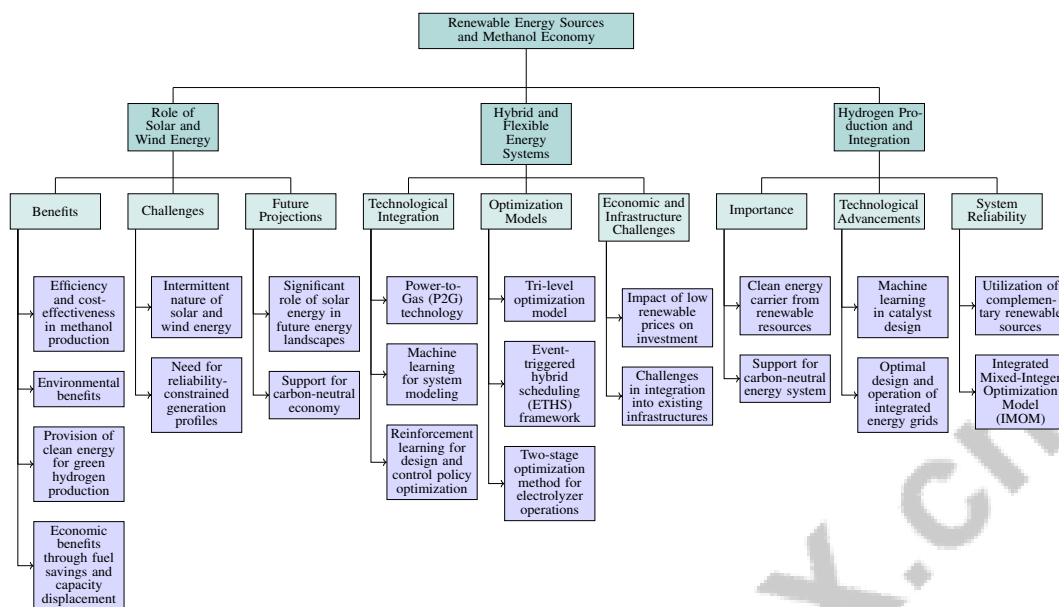 Renewable Energy Sources
and Methanol Economy
Role of
Solar and
Wind Energy
Hybrid and
Flexible
Energy
Systems
Hydrogen Pro-
duction and
Integration
Benefits
Challenges
Future
Projections
Technological
Integration
Optimization
Models
Economic and
Infrastructure
Challenges
Importance
Technological
Advancements
System
Reliability
Efficiency
and cost-
effectiveness
in methanol
production
Environmental
benefits
Provision of
clean energy
for green
hydrogen
production
Economic
benefits
through fuel
savings and
capacity
displacement
Intermittent
nature of
solar and
wind energy
Need for
reliability-
constrained
generation
profiles
Significant
role of solar
energy in
future energy
landscapes
Support for
carbon-neutral
economy
Power-to-
Gas (P2G)
technology
Machine
learning
for system
modeling
Reinforcement
learning for
design and
control policy
optimization
Tri-level
optimization
model
Event-
triggered
hybrid
scheduling
(ETHS)
framework
Two-stage
optimization
method for
electrolyzer
operations
Impact of low
renewable
prices on
investment
Challenges
in integration
into existing
infrastructures
Clean energy
carrier from
renewable
resources
Support for
carbon-neutral
energy system
Machine
learning
in catalyst
design
Optimal
design and
operation of
integrated
energy grids
Utilization of
complemen-
tary renewable
sources
Integrated
Mixed-Integer
Optimization
Model
(IMOM)
x.cn